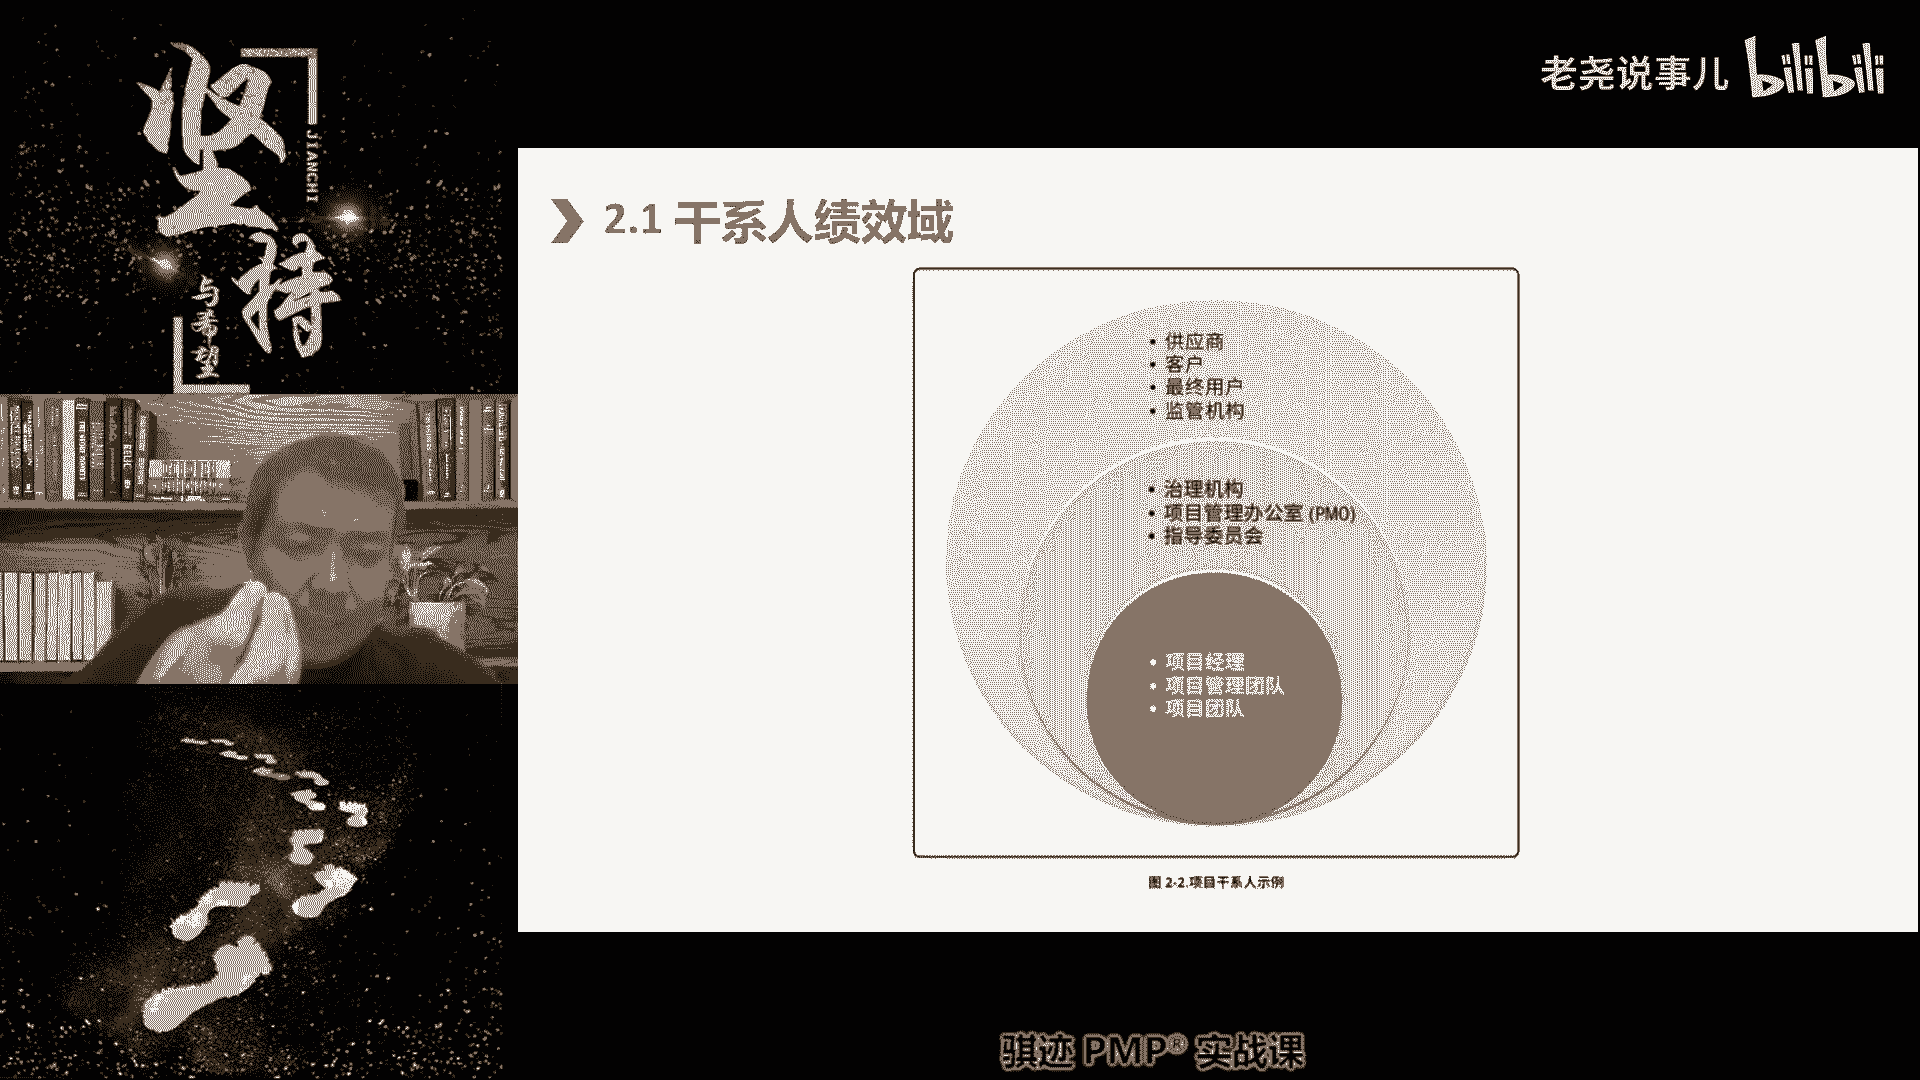 坚持
JIANCHI
与希望
老尧说事儿 bilibili
2.1 干系人绩效域
• 供应商
• 客户
• 最终用户
• 监管机构
• 治理机构
• 项目管理办公室 (PMO)
• 指导委员会
• 项目经理
• 项目管理团队
• 项目团队
图 2-2.项目干系人示例
骐迹 PMP® 实战课